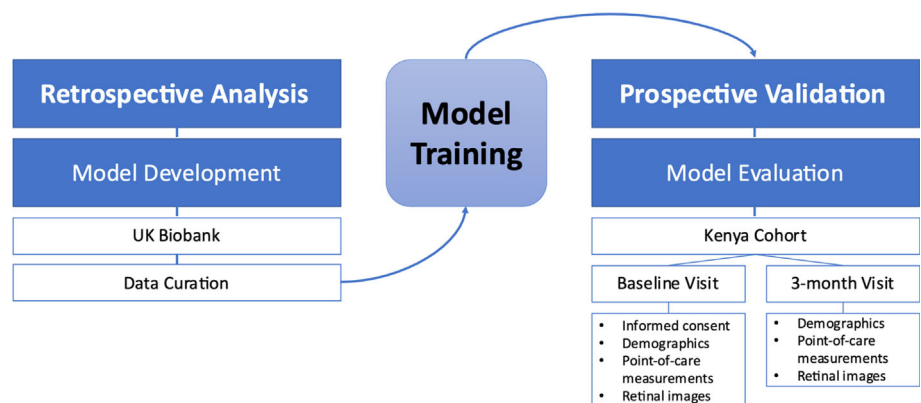 Retrospective Analysis
Model Development
UK Biobank
Data Curation
Model
Training
Prospective Validation
Model Evaluation
Kenya Cohort
Baseline Visit
• Informed consent
• Demographics
• Point-of-care
measurements
• Retinal images
3-month Visit
• Demographics
• Point-of-care
measurements
• Retinal images